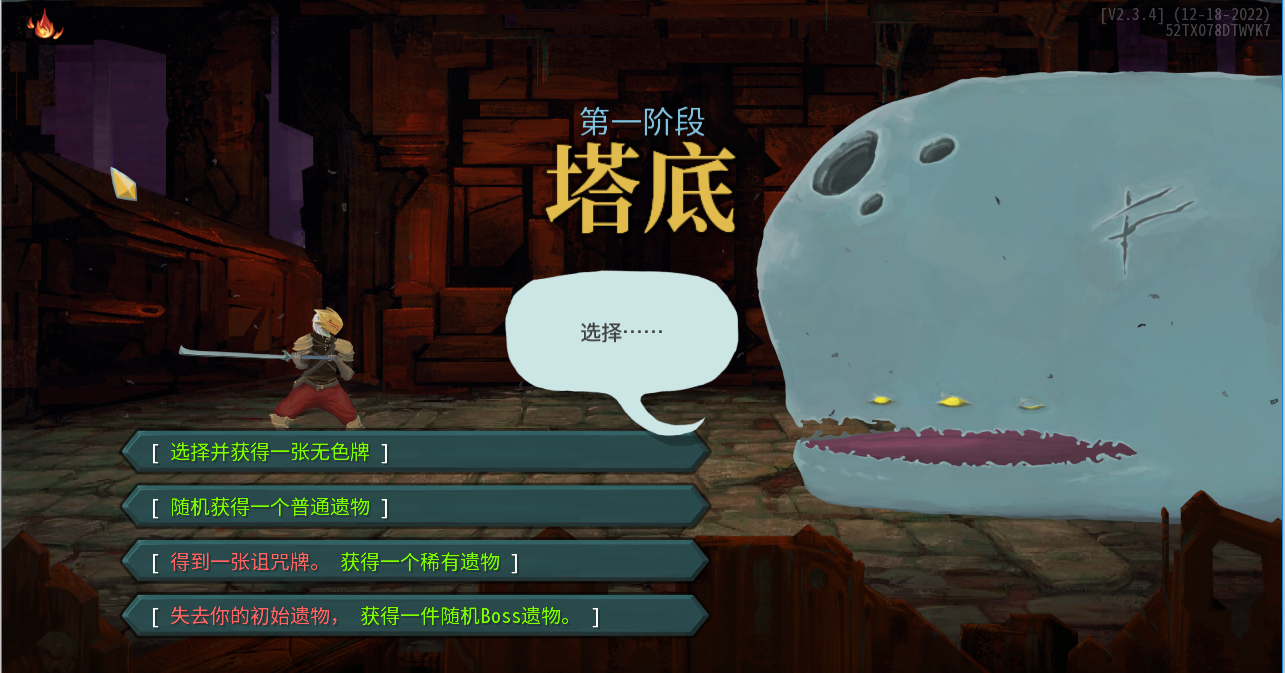 [V2.3.4] (12-18-2022)
52TXO78DTWYK7
第一阶段
塔底
选择……
[ 选择并获得一张无色牌 ]
[ 随机获得一个普通遗物 ]
[ 得到一张诅咒牌。 获得一个稀有遗物 ]
[ 失去你的初始遗物， 获得一件随机Boss遗物。 ]